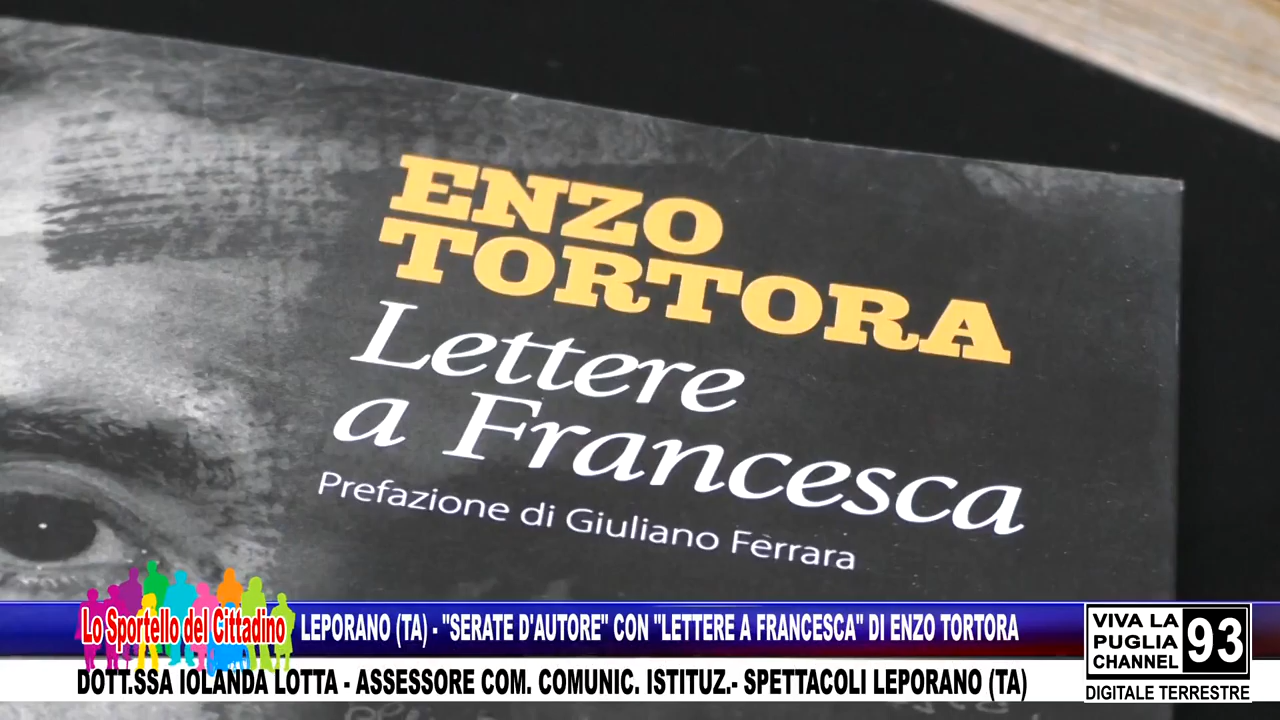 ENZO
TORTORA
Lettere
a Francesca
Prefazione di Giuliano Ferrara
Lo Sportello del Cittadino
LEPORANO (TA) - "SERATE D'AUTORE" CON "LETTERE A FRANCESCA" DI ENZO TORTORA
DOTT.SSA IOLANDA LOTTA - ASSESSORE COM. COMUNIC. ISTITUZ.- SPETTACOLI LEPORANO (TA)
VIVA LA
PUGLIA
CHANNEL
93
DIGITALE TERRESTRE